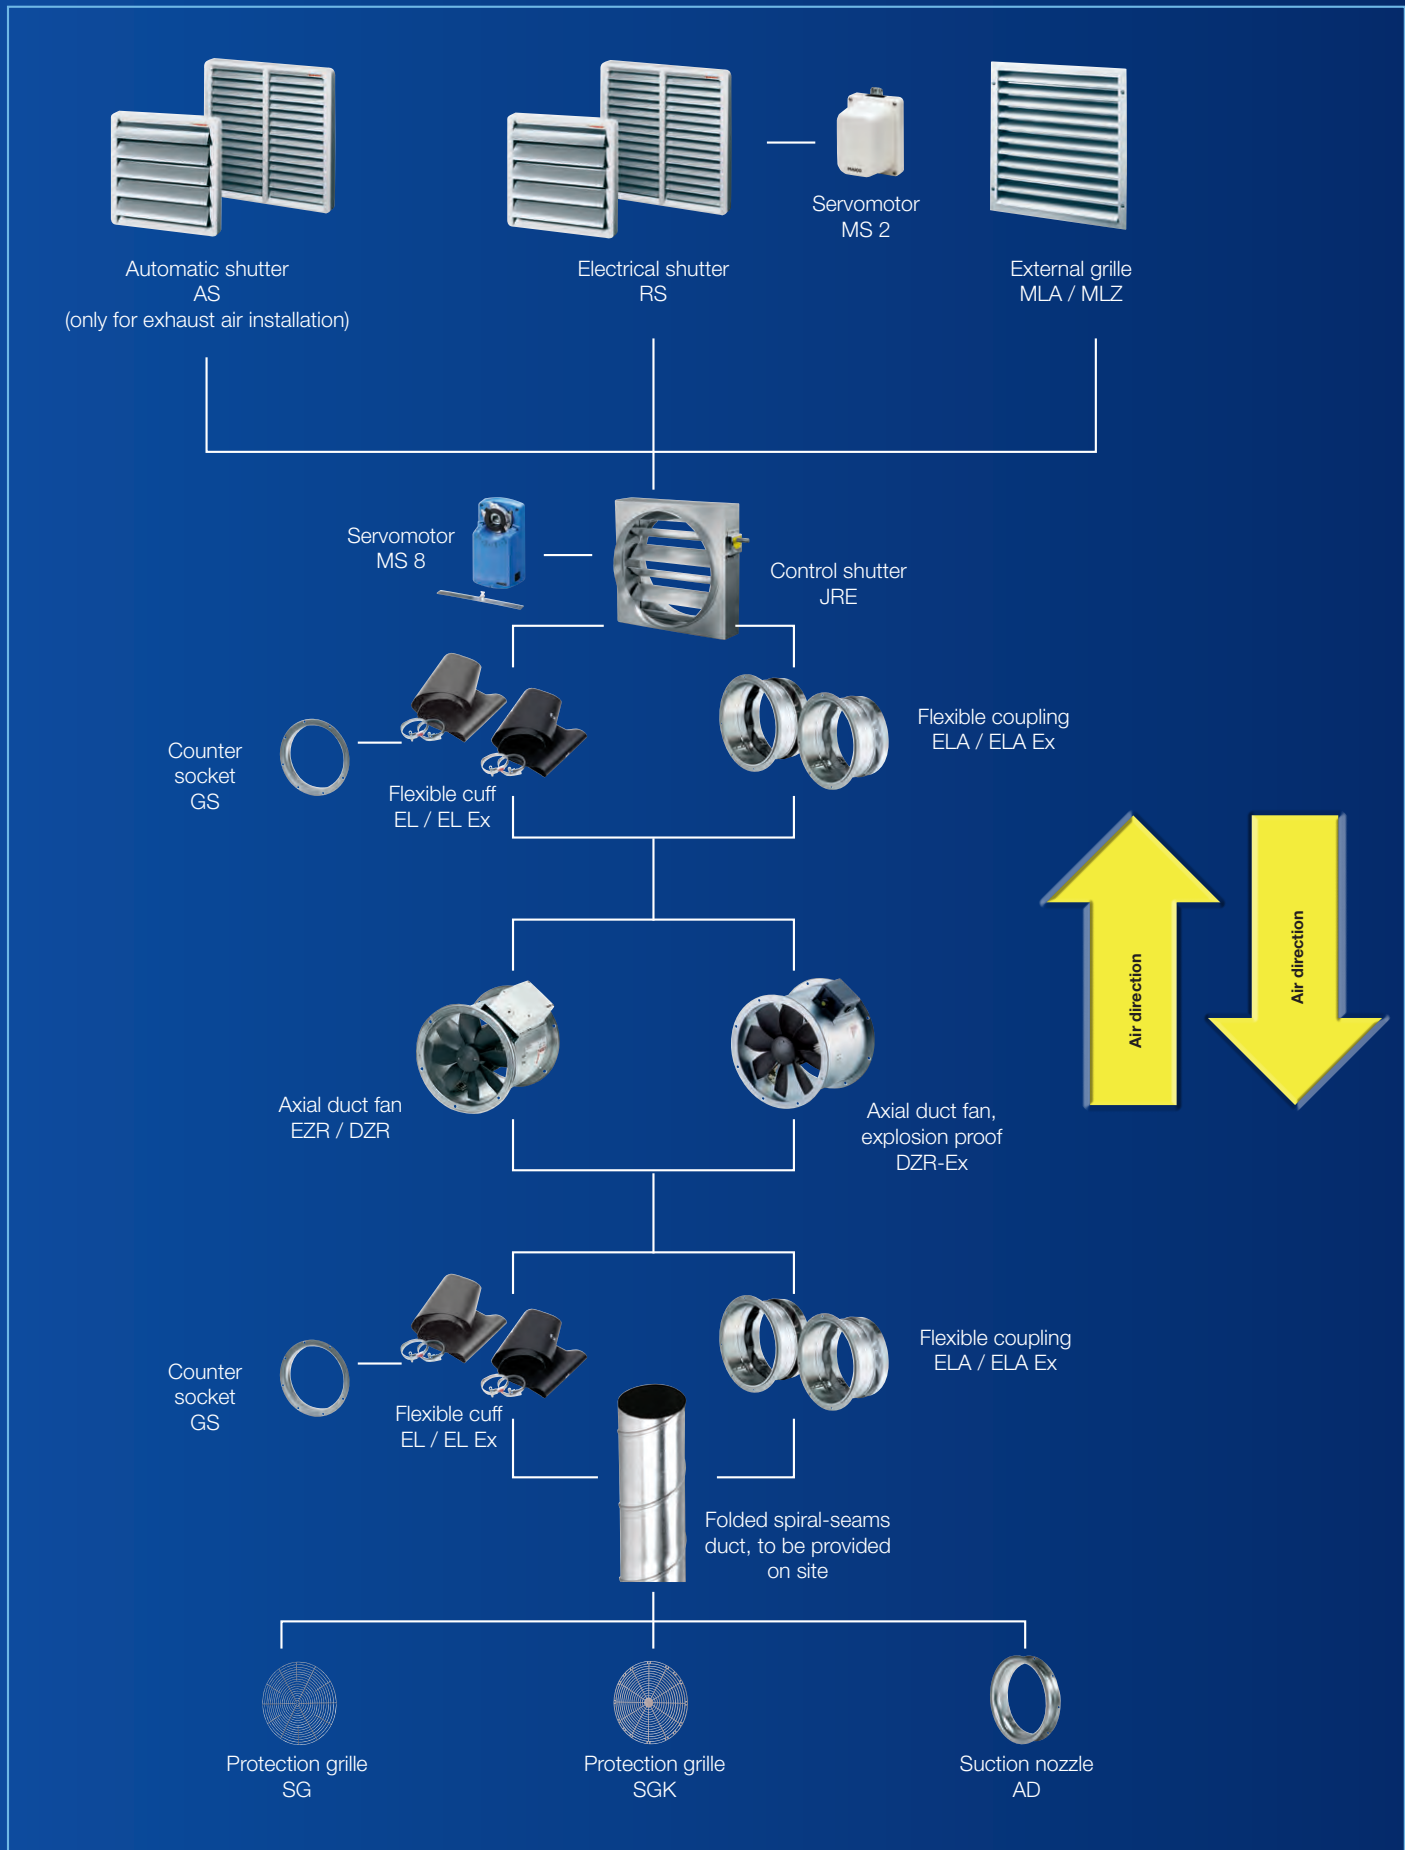 Servomotor
MS 2
Automatic shutter
AS
(only for exhaust air installation)
Electrical shutter
RS
External grille
MLA / MLZ
Servomotor
MS 8
Control shutter
JRE
Flexible coupling
ELA / ELA Ex
Counter
socket
GS
Flexible cuff
EL / EL Ex
Air direction
Air direction
Axial duct fan
EZR / DZR
Axial duct fan,
explosion proof
DZR-Ex
Flexible coupling
ELA / ELA Ex
Counter
socket
GS
Flexible cuff
EL / EL Ex
Folded spiral-seams
duct, to be provided
on site
Protection grille
SG
Protection grille
SGK
Suction nozzle
AD